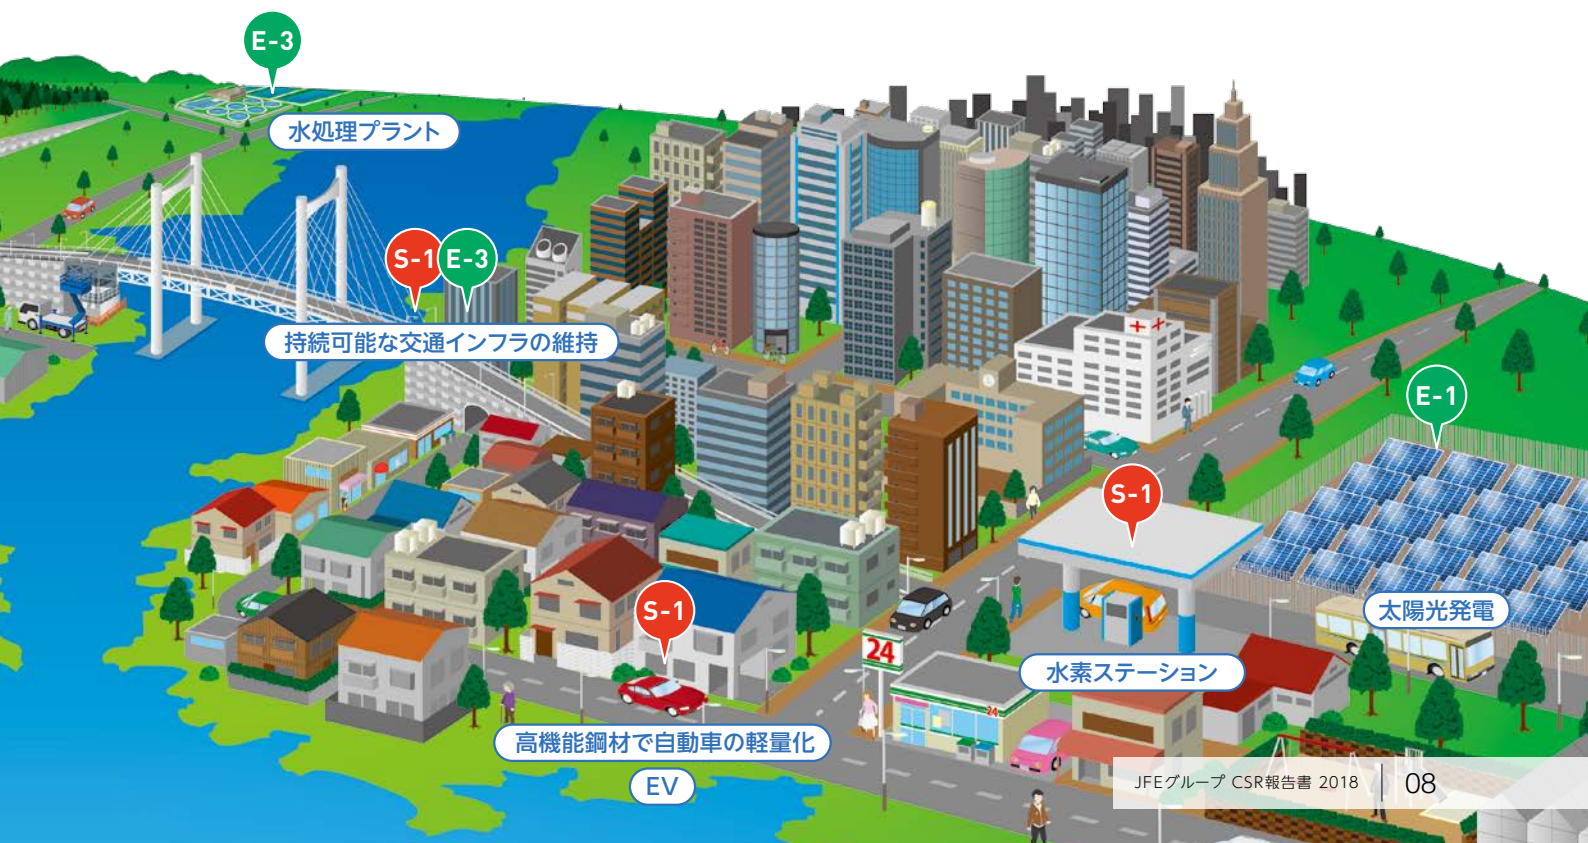 E-3
水処理プラント
S-1 E-3
持続可能な交通インフラの維持
E-1
S-1
太陽光発電
S-1
24
水素ステーション
24
高機能鋼材で自動車の軽量化
EV
JFEグループ CSR報告書 2018 08